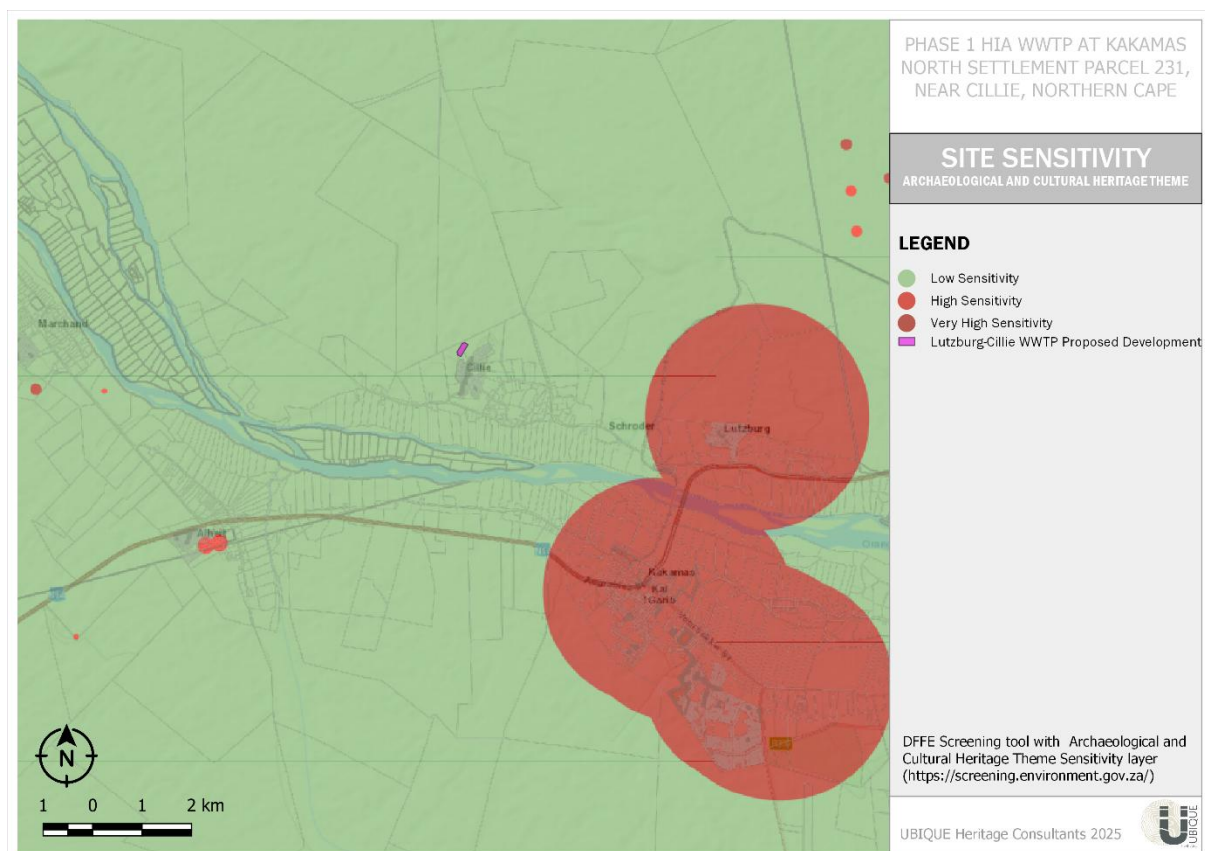 PHASE 1 HIA WWTP AT KAKAMAS
NORTH SETTLEMENT PARCEL 231,
NEAR CILLIE, NORTHERN CAPE
SITE SENSITIVITY
ARCHAEOLOGICAL AND CULTURAL HERITAGE THEME
LEGEND
Low Sensitivity
High Sensitivity
Very High Sensitivity
Lutzburg-Cillie WWTP Proposed Development
Marchand
Cillie
Schroder
Lutzburg
Kakamas
Kai
!Garib
N
1 0 1 2 km
DFFE Screening tool with Archaeological and
Cultural Heritage Theme Sensitivity layer
(https://screening.environment.gov.za/)
UBIQUE Heritage Consultants 2025
UBIQUE